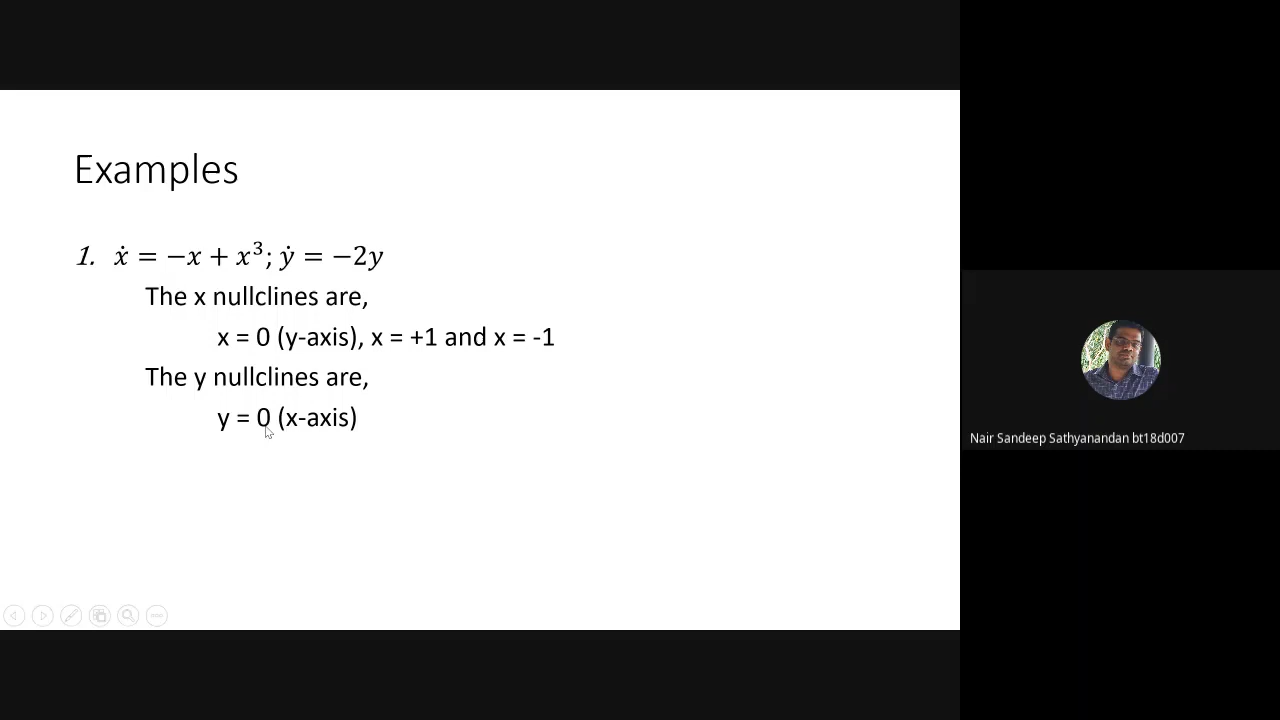 Examples
1. ẋ = −x + x³; ẏ = −2y
The x nullclines are,
x = 0 (y-axis), x = +1 and x = -1
The y nullclines are,
y = 0 (x-axis)
Nair Sandeep Sathyanandan bt18d007